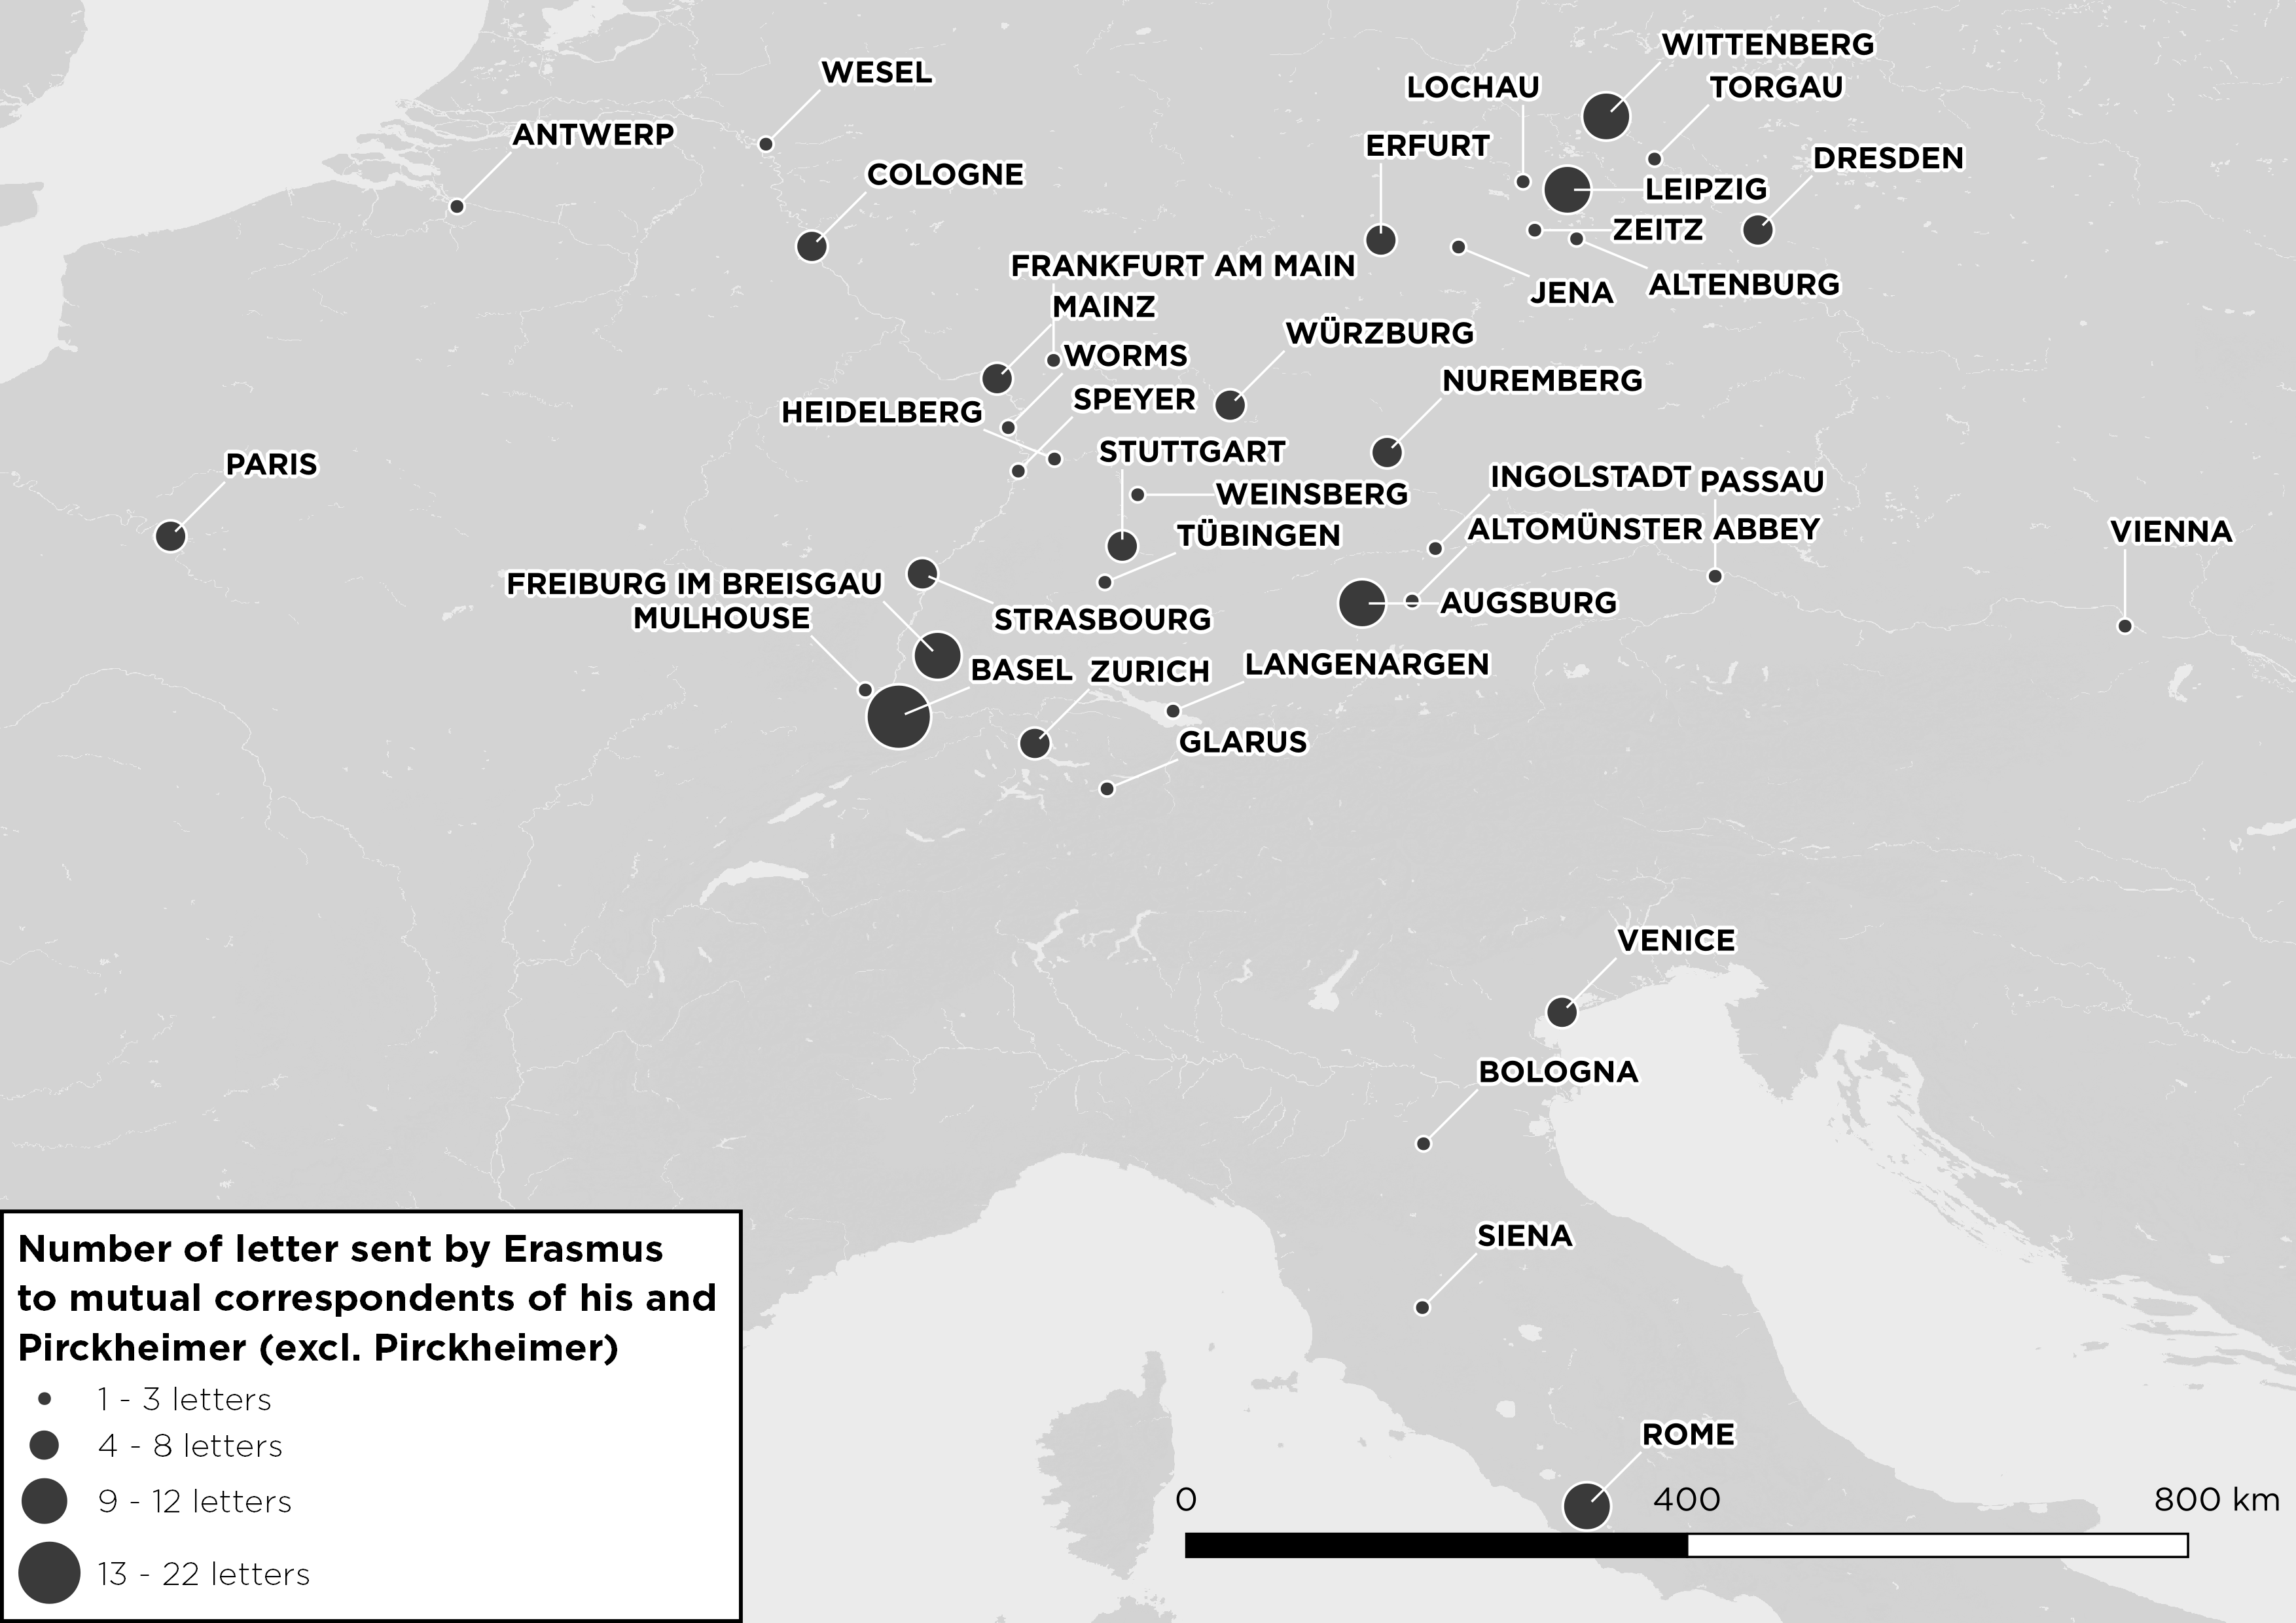 WITTENBERG
WESEL
LOCHAU
TORGAU
ANTWERP
ERFURT
DRESDEN
COLOGNE
LEIPZIG
ZEITZ
FRANKFURT AM MAIN
ALTENBURG
JENA
MAINZ
WÜRZBURG
WORMS
NUREMBERG
SPEYER
HEIDELBERG
STUTTGART
PARIS
INGOLSTADT
PASSAU
WEINSBERG
ALTOMÜNSTER ABBEY
VIENNA
TÜBINGEN
FREIBURG IM BREISGAU
AUGSBURG
MULHOUSE
STRASBOURG
LANGENARGEN
BASEL
ZURICH
GLARUS
VENICE
BOLOGNA
SIENA
ROME
Number of letter sent by Erasmus
to mutual correspondents of his and
Pirckheimer (excl. Pirckheimer)
1 - 3 letters
4 - 8 letters
9 - 12 letters
13 - 22 letters
0 400 800 km